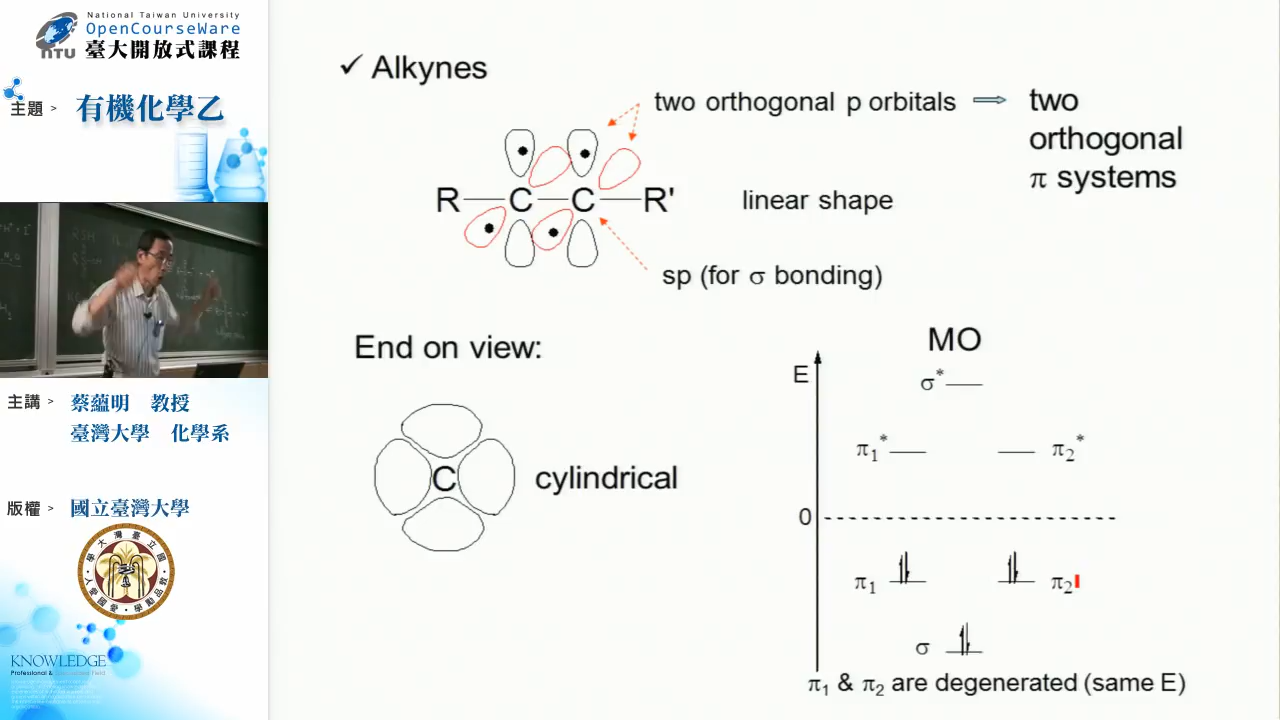 National Taiwan University
OpenCourseWare
NTU 臺大開放式課程
主題 > 有機化學乙
主講 > 蔡蘊明 教授
臺灣大學 化學系
版權 > 國立臺灣大學
KNOWLEDGE
✓ Alkynes
two orthogonal p orbitals ⇒ two
orthogonal
π systems
R C C R'
linear shape
sp (for σ bonding)
End on view:
C
cylindrical
MO
E
σ*
π1* π2*
0
π1 π2
σ
π1 & π2 are degenerated (same E)